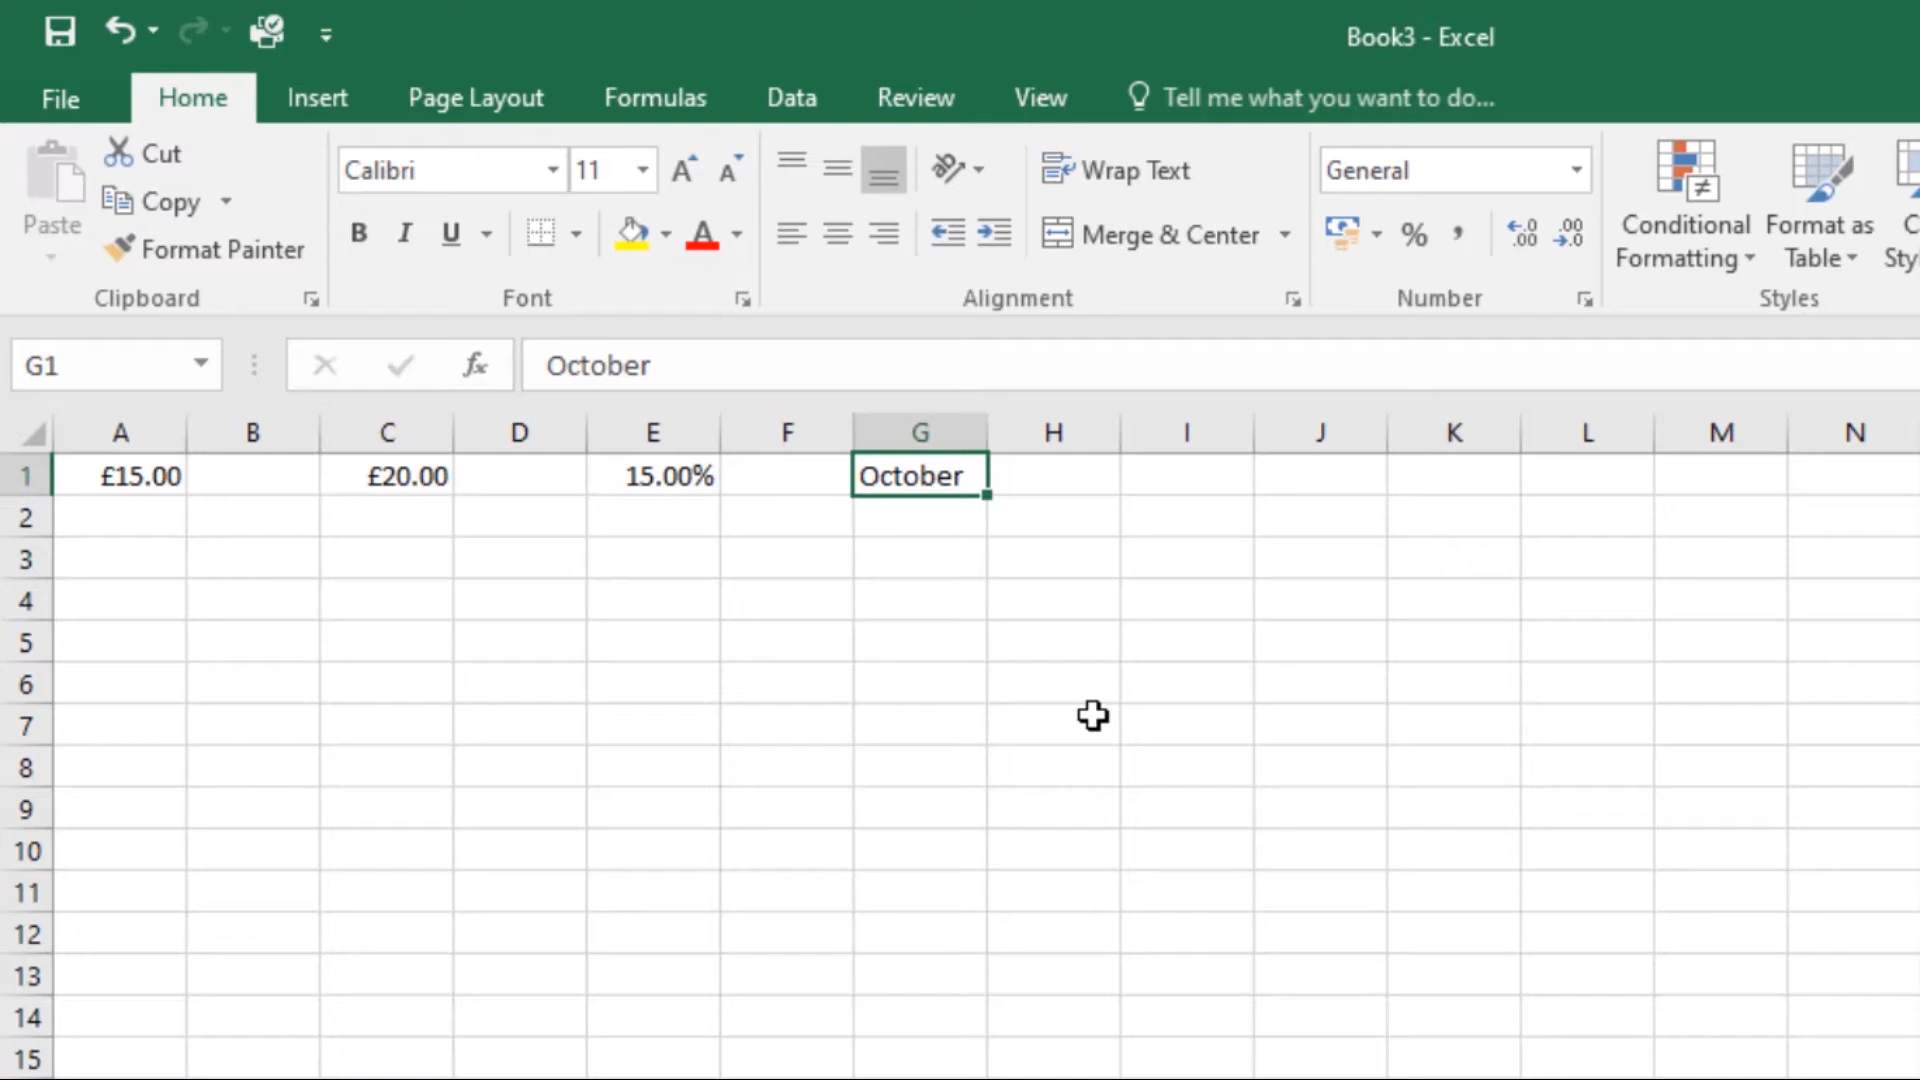 Book3 - Excel
File Home Insert Page Layout Formulas Data Review View Tell me what you want to do...
Paste
Cut
Copy
Format Painter
Clipboard
Calibri 11 A A
B I U A
Font
Wrap Text
Merge & Center
Alignment
General
% , .00 .00
Number
Conditional Formatting
Format as Table
Styles
G1 fx October
A B C D E F G H I J K L M N
1 £15.00 £20.00 15.00% October
2
3
4
5
6
7
8
9
10
11
12
13
14
15